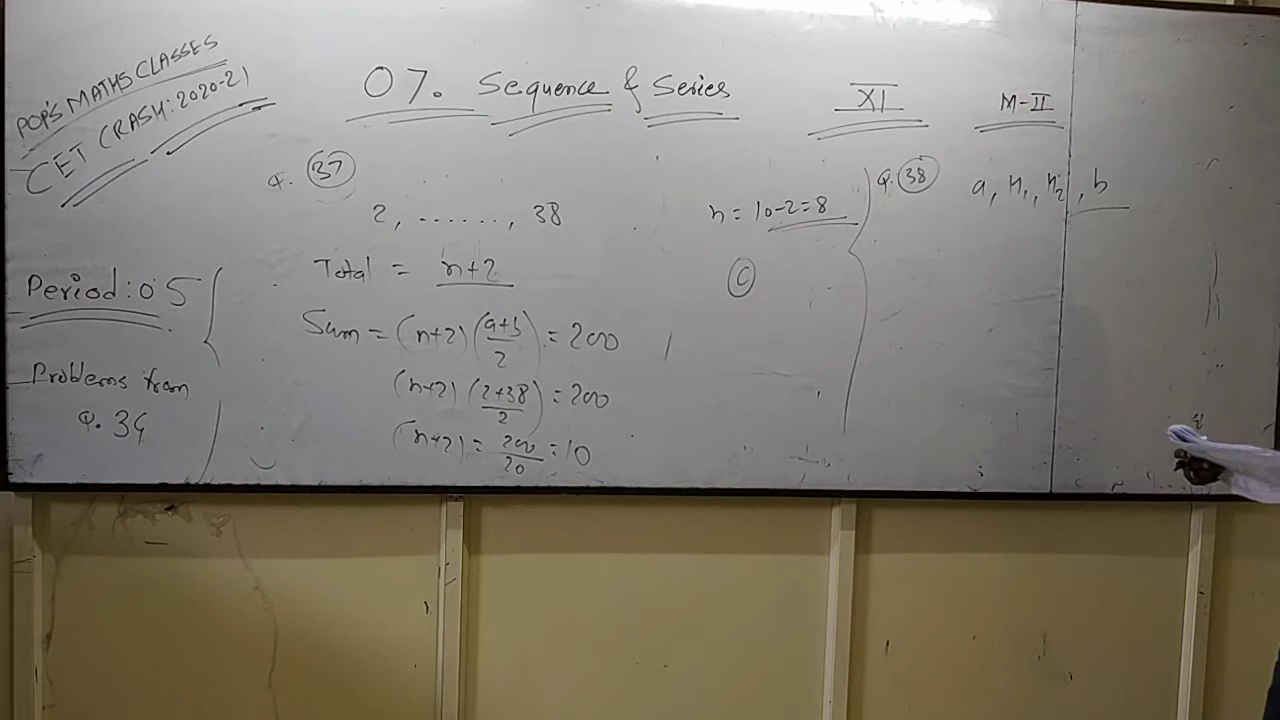 POP'S MATHS CLASSES
CET CRASH: 2020-21
07. Sequence & Series
XI
M-II
Q. 37
2, ......, 38
Total = n+2
Sum = (n+2) (a+b/2) = 200
(n+2) (2+38/2) = 200
(n+2) = 200/20 = 10
n = 10-2=8
C
Q. 38
a, H1, H2, b
Period: 05
Problems from
Q. 34